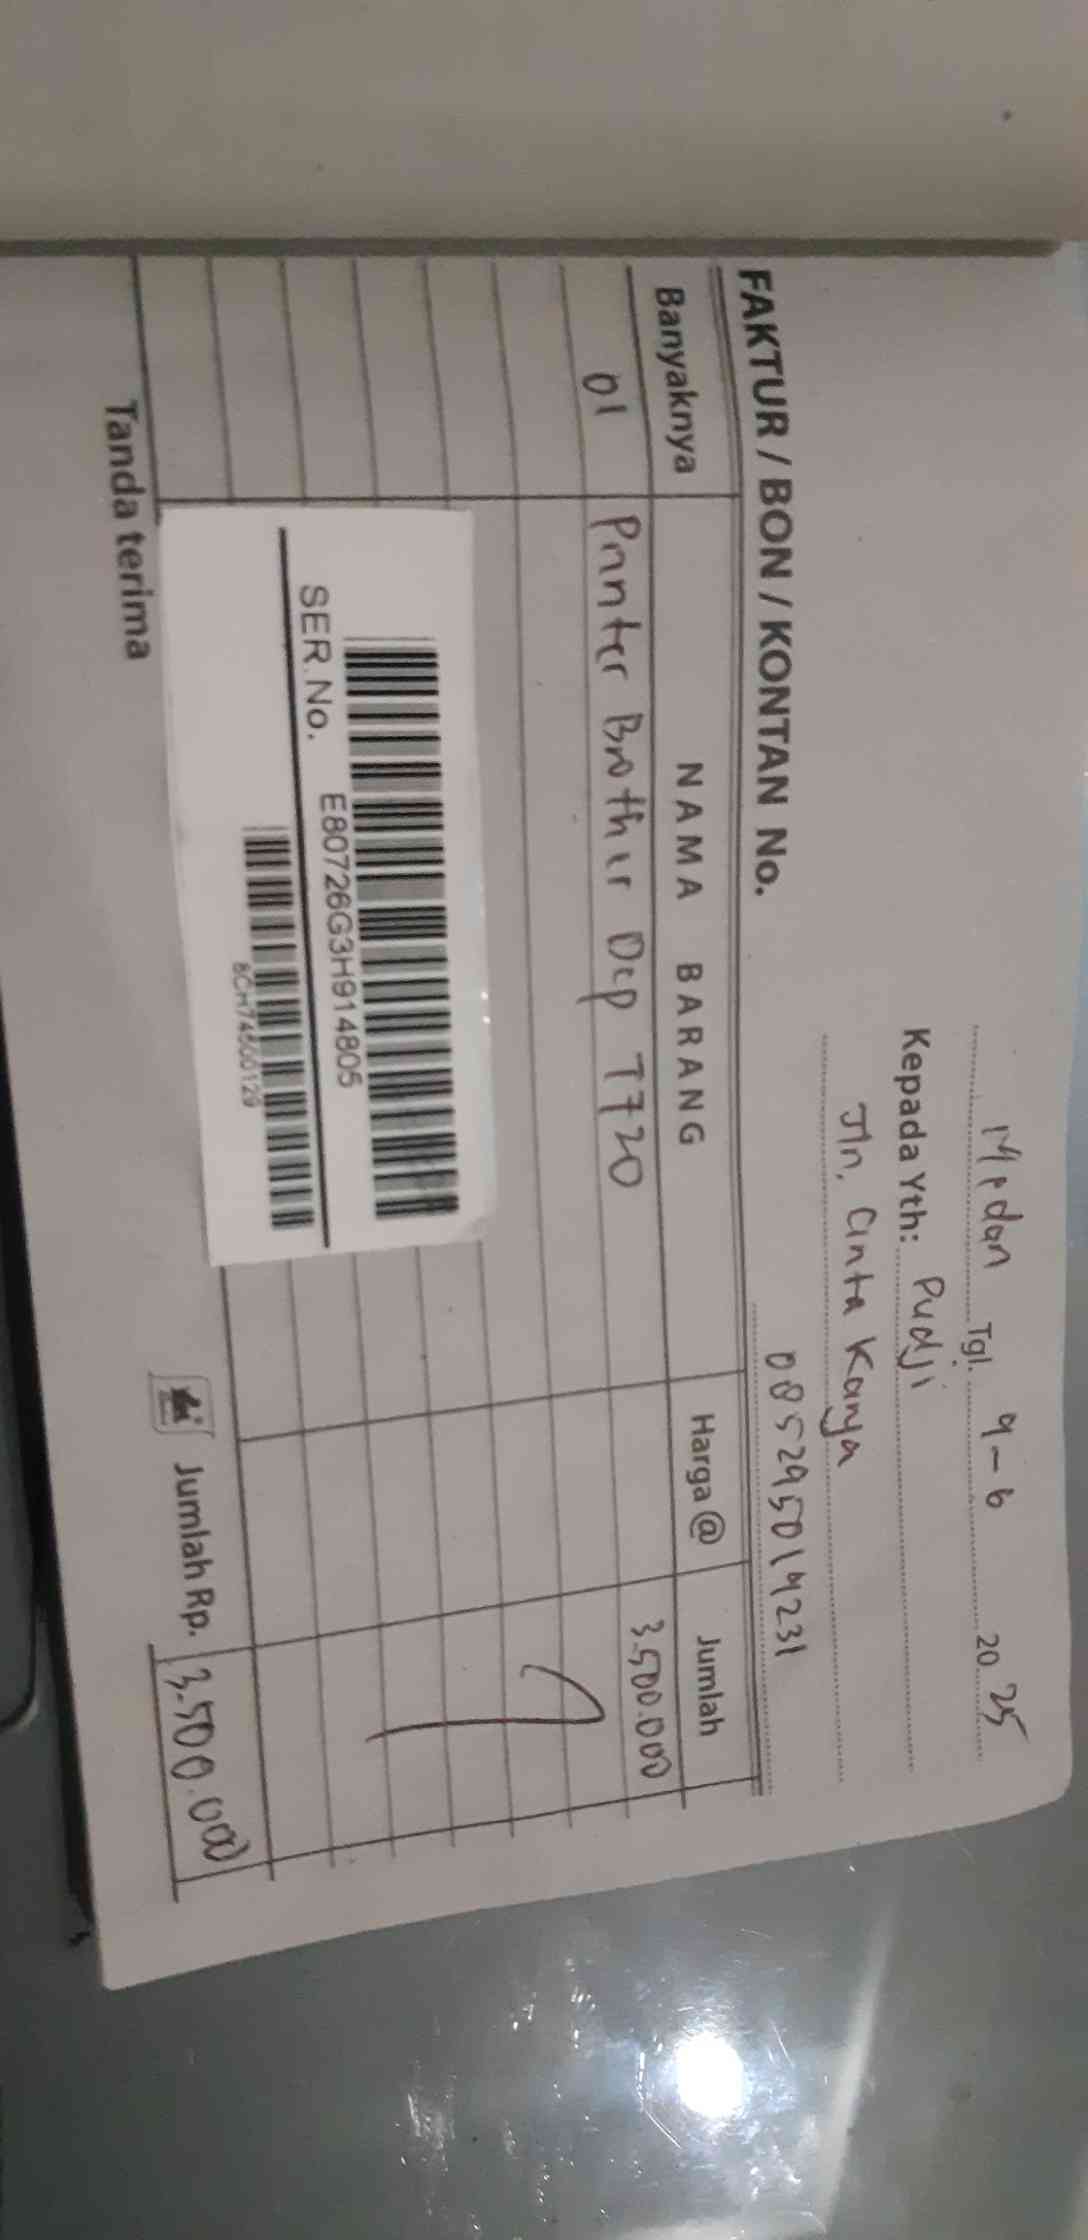 Medan Tgl. 9-6 2025
Kepada Yth: Pudji
Jln. Cinta Karya
085295014231
FAKTUR / BON / KONTAN No.
Banyaknya NAMA BARANG Harga @ Jumlah
01 Printer Brother Dcp T720 3.500.000
SER. No. E80726G3H914805
Tanda terima Jumlah Rp. 3.500.000